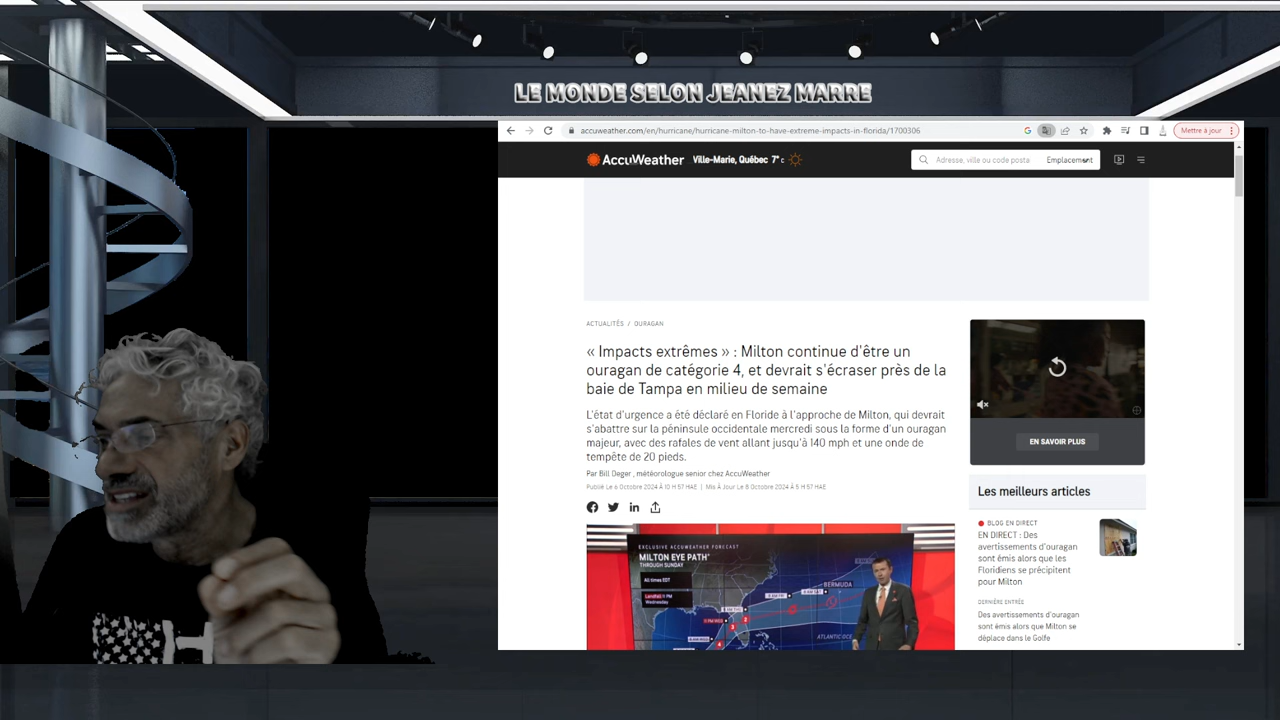 LE MONDE SELON JEANEZ MARRE
accuweather.com/en/hurricane/hurricane-milton-to-have-extreme-impacts-in-florida/1700306
Mettre à jour
AccuWeather
Ville-Marie, Québec 7° c
Adresse, ville ou code posta
Emplacement
ACTUALITÉS / OURAGAN
« Impacts extrêmes » : Milton continue d'être un
ouragan de catégorie 4, et devrait s'écraser près de la
baie de Tampa en milieu de semaine
L'état d'urgence a été déclaré en Floride à l'approche de Milton, qui devrait
s'abattre sur la péninsule occidentale mercredi sous la forme d'un ouragan
majeur, avec des rafales de vent allant jusqu'à 140 mph et une onde de
tempête de 20 pieds.
Par Bill Deger , météorologue senior chez AccuWeather
Publié Le 6 Octobre 2024 À 10 H 57 HAE | Mis À Jour Le 8 Octobre 2024 À 5 H 57 HAE
EXCLUSIVE ACCUWEATHER FORECAST
MILTON EYE PATH
THROUGH SUNDAY
All times EDT
Landfall 11 PM
Wednesday
BERMUDA
ATLANTIC OCE
EN SAVOIR PLUS
Les meilleurs articles
BLOG EN DIRECT
EN DIRECT : Des
avertissements d'ouragan
sont émis alors que les
Floridiens se précipitent
pour Milton
DERNIÈRE ENTRÉE
Des avertissements d'ouragan
sont émis alors que Milton se
déplace dans le Golfe